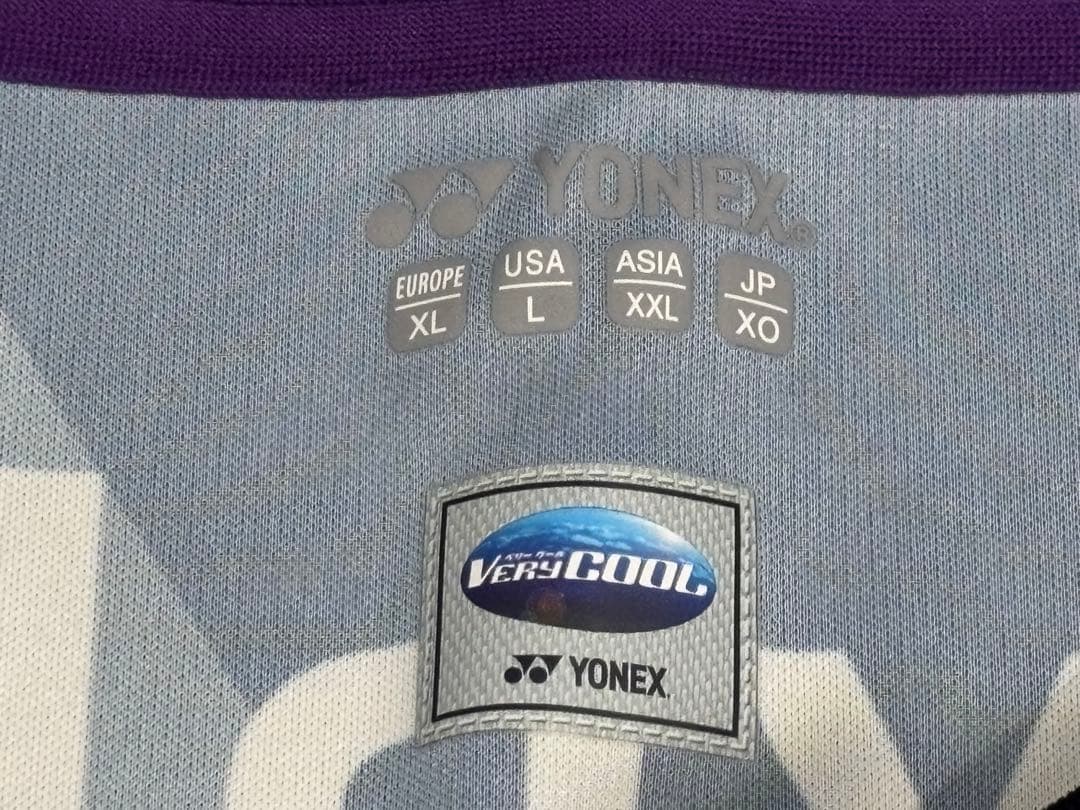 YONEX®
EUROPE
XL
USA
L
ASIA
XXL
JP
XO
ベリー クール
VERYCOOL
YONEX